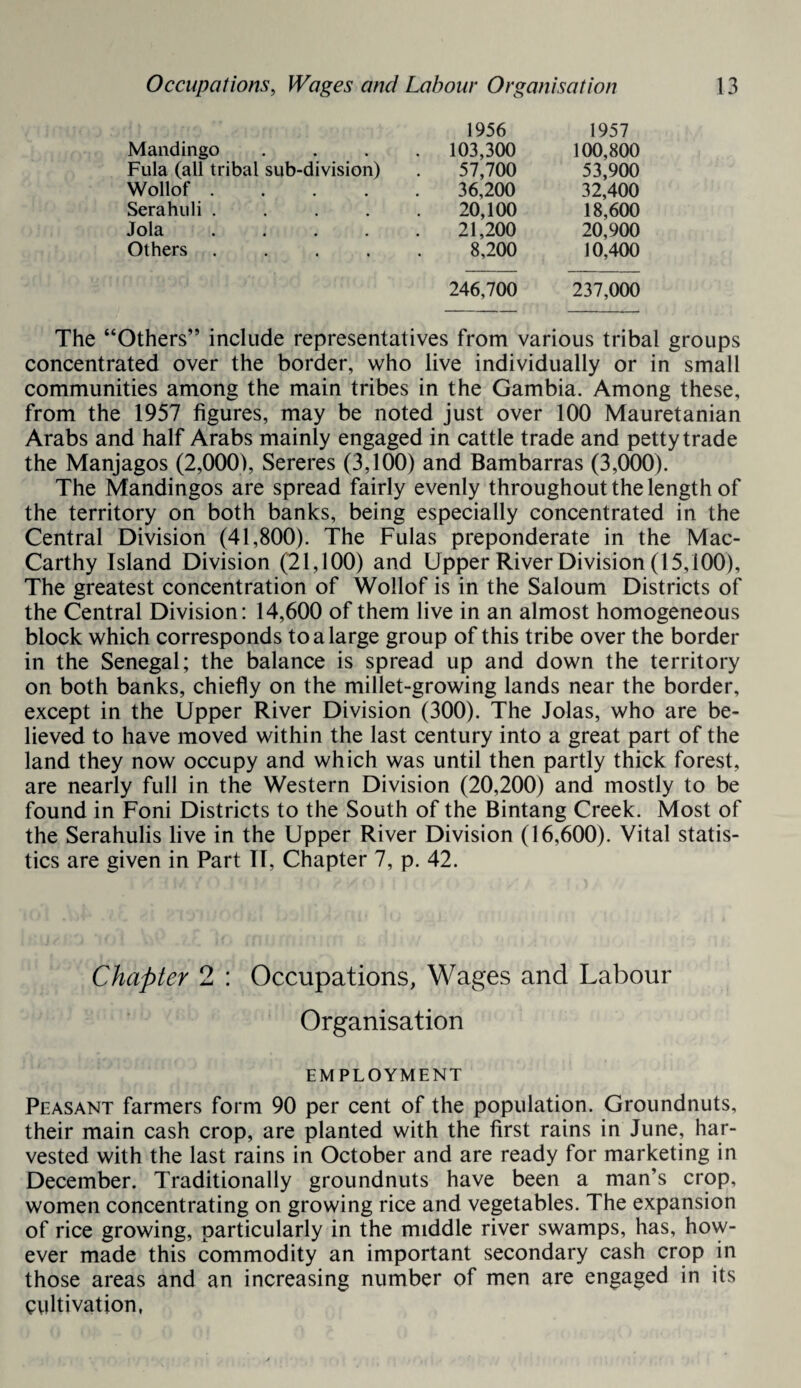 Occupations, Wages and Labour Organisation 13
1956 1957
Mandingo . . . . 103,300 100,800
Fula (all tribal sub-division) . 57,700 53,900
Wollof . . . . . 36,200 32,400
Serahuli . . . . . 20,100 18,600
Jola . . . . . 21,200 20,900
Others . . . . . 8,200 10,400
246,700 237,000
The “Others” include representatives from various tribal groups
concentrated over the border, who live individually or in small
communities among the main tribes in the Gambia. Among these,
from the 1957 figures, may be noted just over 100 Mauretanian
Arabs and half Arabs mainly engaged in cattle trade and petty trade
the Manjagos (2,000), Sereres (3,100) and Bambarras (3,000).
The Mandingos are spread fairly evenly throughout the length of
the territory on both banks, being especially concentrated in the
Central Division (41,800). The Fulas preponderate in the Mac-
Carthy Island Division (21,100) and Upper River Division (15,100),
The greatest concentration of Wollof is in the Saloum Districts of
the Central Division: 14,600 of them live in an almost homogeneous
block which corresponds to a large group of this tribe over the border
in the Senegal; the balance is spread up and down the territory
on both banks, chiefly on the millet-growing lands near the border,
except in the Upper River Division (300). The Jolas, who are be-
lieved to have moved within the last century into a great part of the
land they now occupy and which was until then partly thick forest,
are nearly full in the Western Division (20,200) and mostly to be
found in Foni Districts to the South of the Bintang Creek. Most of
the Serahulis live in the Upper River Division (16,600). Vital statis-
tics are given in Part II, Chapter 7, p. 42.
Chapter 2 : Occupations, Wages and Labour
Organisation
EMPLOYMENT
Peasant farmers form 90 per cent of the population. Groundnuts,
their main cash crop, are planted with the first rains in June, har-
vested with the last rains in October and are ready for marketing in
December. Traditionally groundnuts have been a man’s crop,
women concentrating on growing rice and vegetables. The expansion
of rice growing, particularly in the middle river swamps, has, how-
ever made this commodity an important secondary cash crop in
those areas and an increasing number of men are engaged in its
cultivation,